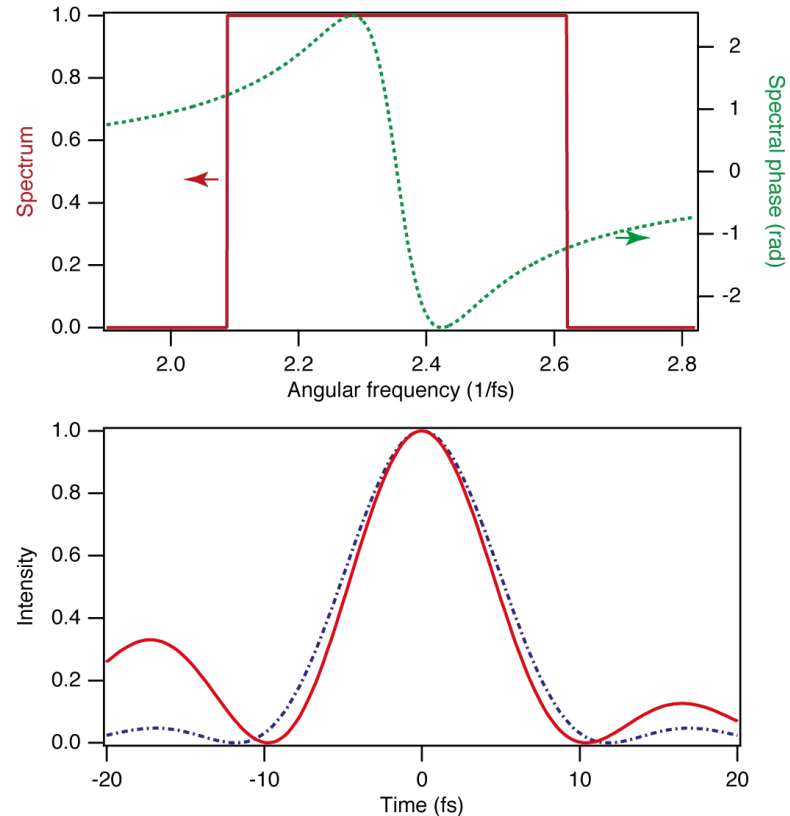 1.0
0.8
0.6
0.4
0.2
0.0
Spectrum
2
1
0
-1
-2
Spectral phase (rad)
2.0 2.2 2.4 2.6 2.8
Angular frequency (1/fs)
1.0
0.8
0.6
0.4
0.2
0.0
Intensity
-20 -10 0 10 20
Time (fs)